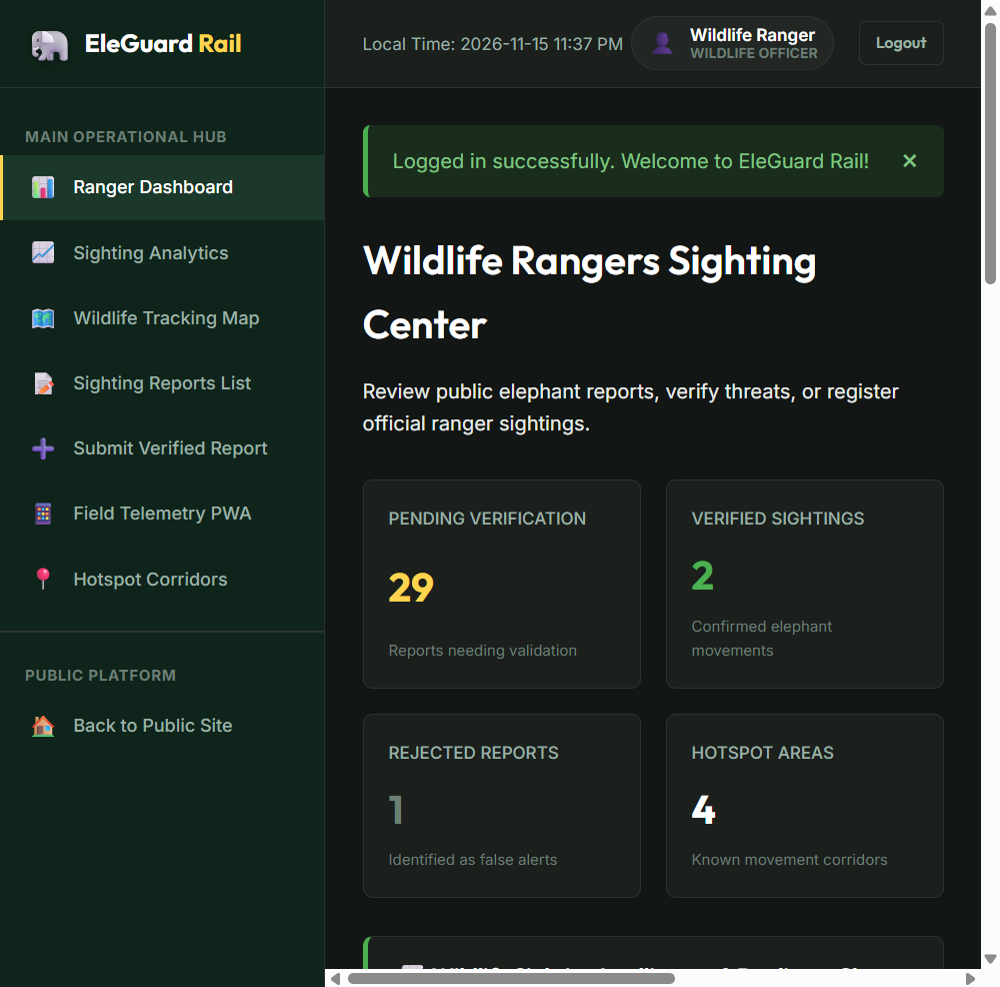 EleGuard Rail
Local Time: 2026-11-15 11:37 PM
Wildlife Ranger
WILDLIFE OFFICER
Logout
MAIN OPERATIONAL HUB
Ranger Dashboard
Sighting Analytics
Wildlife Tracking Map
Sighting Reports List
Submit Verified Report
Field Telemetry PWA
Hotspot Corridors
PUBLIC PLATFORM
Back to Public Site
Logged in successfully. Welcome to EleGuard Rail! ×
Wildlife Rangers Sighting
Center
Review public elephant reports, verify threats, or register
official ranger sightings.
PENDING VERIFICATION
29
Reports needing validation
VERIFIED SIGHTINGS
2
Confirmed elephant
movements
REJECTED REPORTS
1
Identified as false alerts
HOTSPOT AREAS
4
Known movement corridors